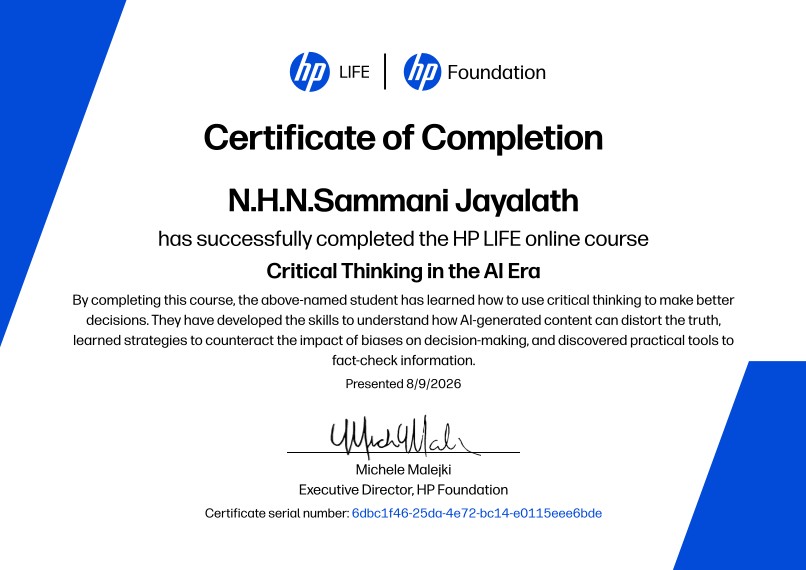 hp LIFE | hp Foundation
Certificate of Completion
N.H.N.Sammani Jayalath
has successfully completed the HP LIFE online course
Critical Thinking in the AI Era
By completing this course, the above-named student has learned how to use critical thinking to make better
decisions. They have developed the skills to understand how AI-generated content can distort the truth,
learned strategies to counteract the impact of biases on decision-making, and discovered practical tools to
fact-check information.
Presented 8/9/2026
Michele Malejki
Executive Director, HP Foundation
Certificate serial number: 6dbc1f46-25da-4e72-bc14-e0115eee6bde